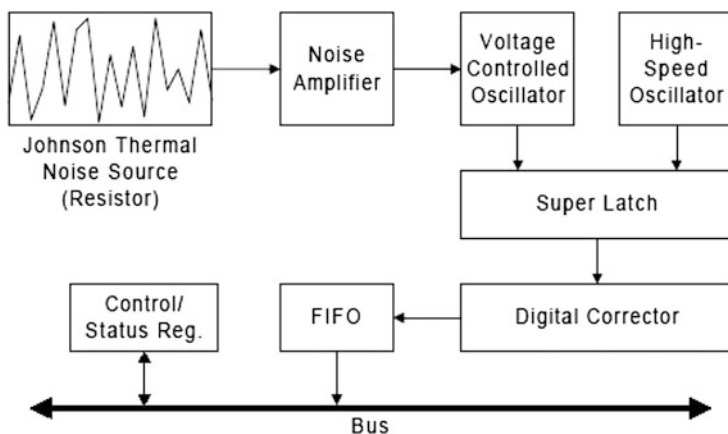 Johnson Thermal
Noise Source
(Resistor)
Noise
Amplifier
Voltage
Controlled
Oscillator
High-
Speed
Oscillator
Super Latch
Control/
Status Reg.
FIFO
Digital Corrector
Bus